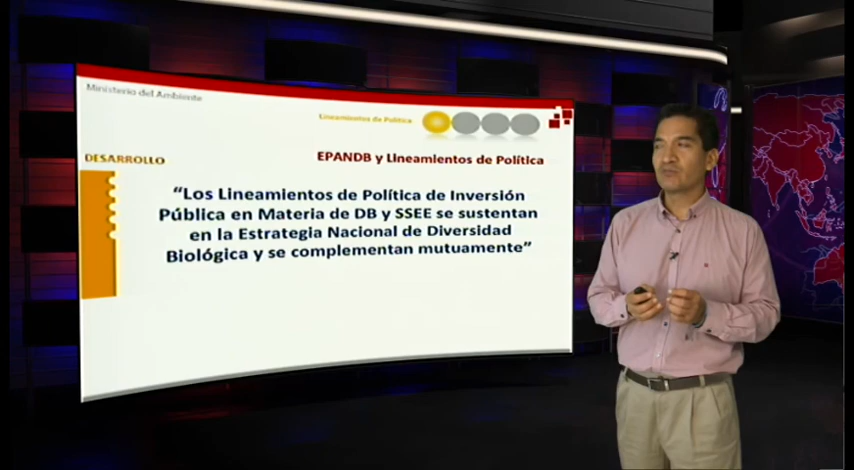 Ministerio del Ambiente
Lineamientos de Política
DESARROLLO
EPANDB y Lineamientos de Política
“Los Lineamientos de Política de Inversión
Pública en Materia de DB y SSEE se sustentan
en la Estrategia Nacional de Diversidad
Biológica y se complementan mutuamente”